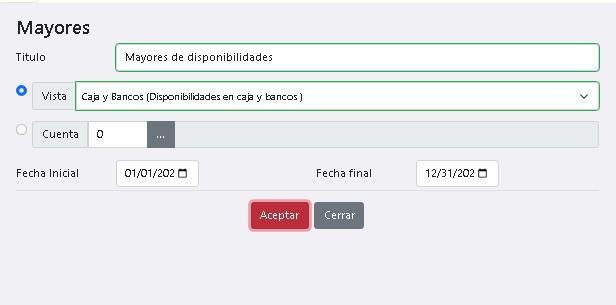 Mayores
Titulo
Mayores de disponibilidades
Vista
Caja y Bancos (Disponibilidades en caja y bancos )
Cuenta
0
...
Fecha Inicial
01/01/202
Fecha final
12/31/202
Aceptar
Cerrar